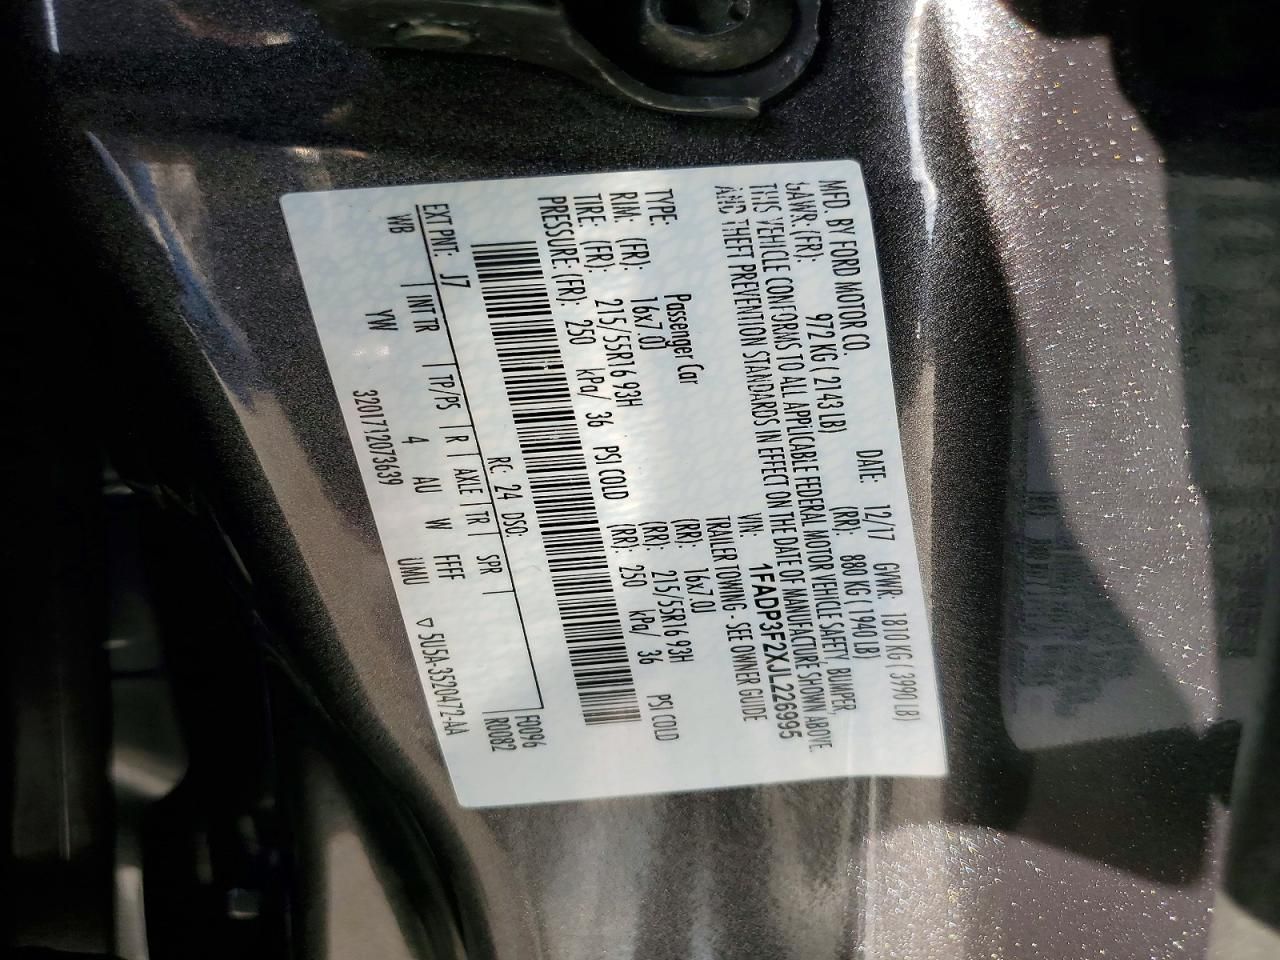 MFD. BY FORD MOTOR CO. DATE: 12/17 GVWR: 1810 KG ( 3990 LB)
GAWR: (FR): 972 KG ( 2143 LB) (RR): 880 KG ( 1940 LB)
THIS VEHICLE CONFORMS TO ALL APPLICABLE FEDERAL MOTOR VEHICLE SAFETY, BUMPER,
AND THEFT PREVENTION STANDARDS IN EFFECT ON THE DATE OF MANUFACTURE SHOWN ABOVE.
VIN: 1FADP3F2XJL226995
TYPE: Passenger Car TRAILER TOWING - SEE OWNER GUIDE
RIM: (FR): 16x7.0J (RR): 16x7.0J
TIRE: (FR): 215/55R16 93H (RR): 215/55R16 93H
PRESSURE: (FR): 250 kPa/ 36 PSI COLD (RR): 250 kPa/ 36 PSI COLD
EXT PNT: J7 RC: 24 DSO: F0096
WB | INT TR | TP/PS | R | AXLE | TR | SPR | R0082
YW 4 AU W FFFF UMU ▽ 5U5A-3520472-AA
3201712073639